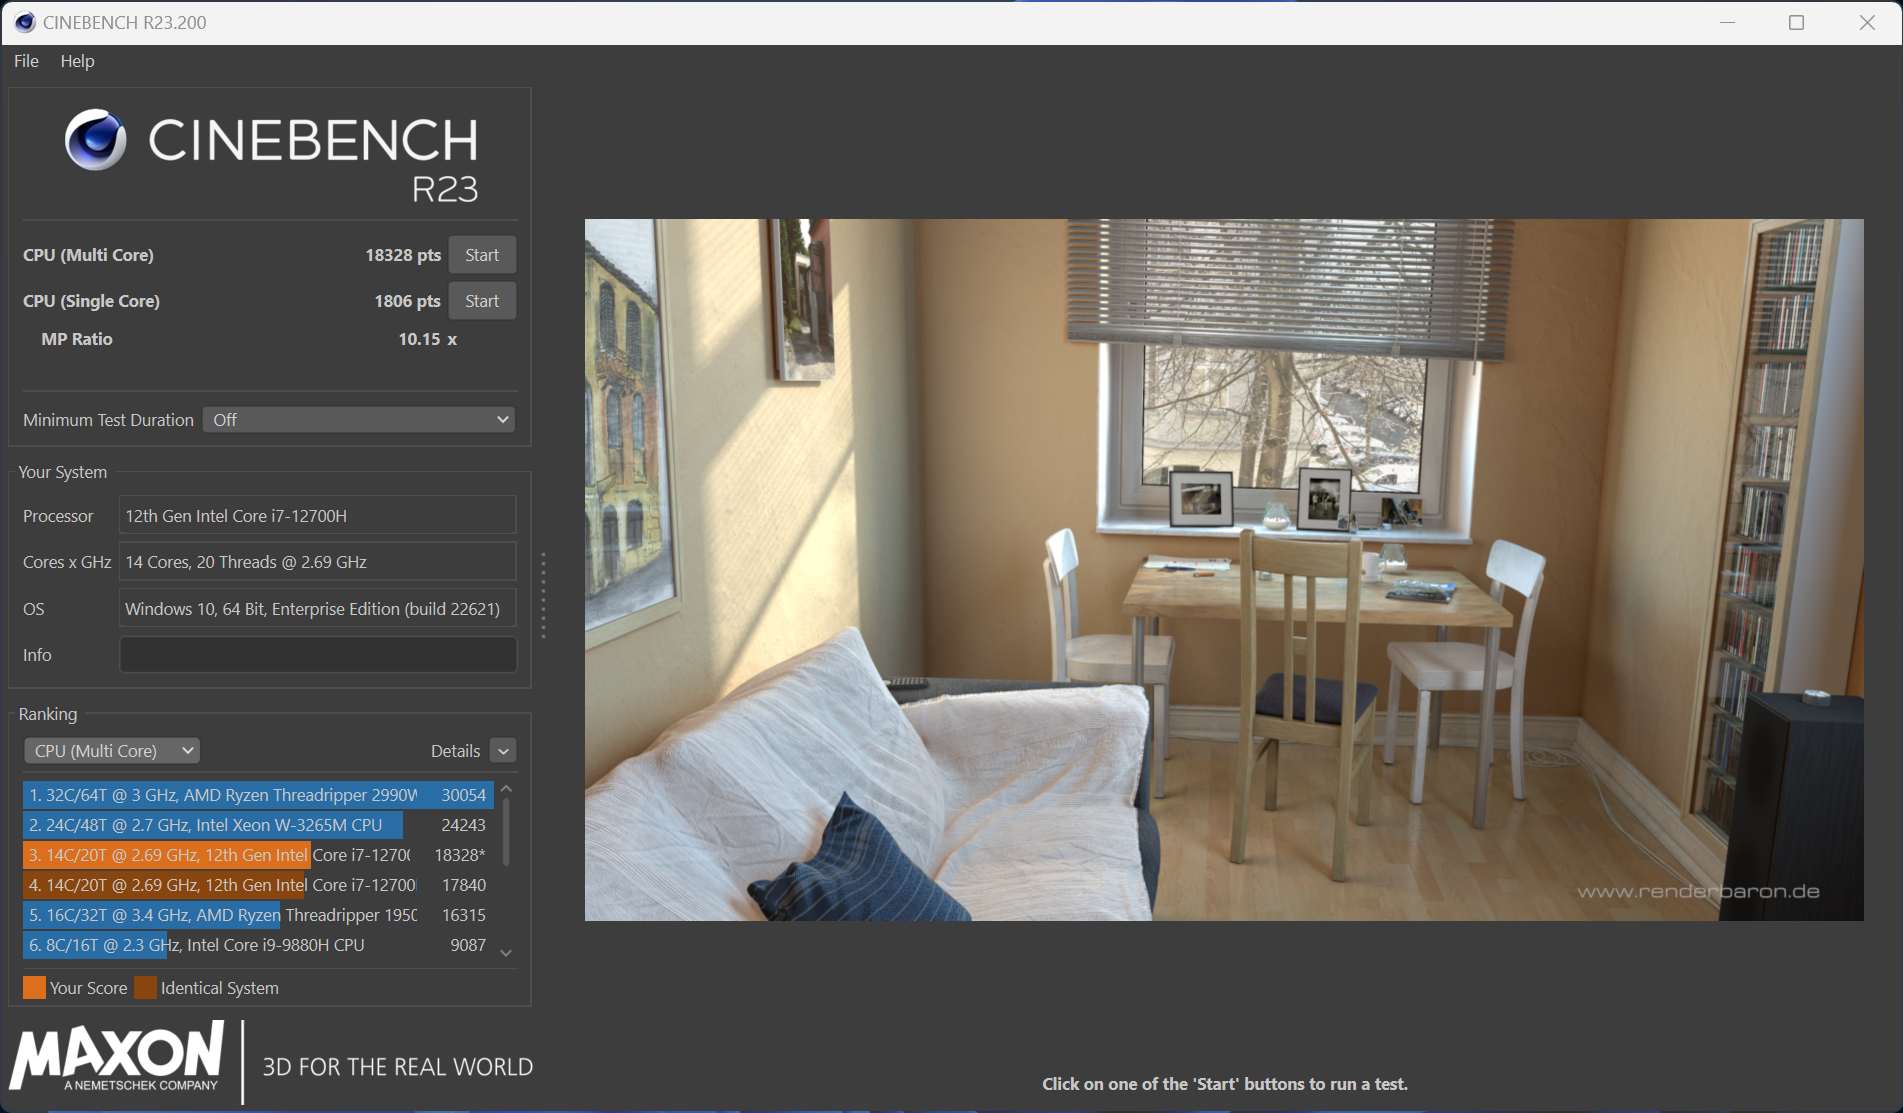 CINEBENCH R23.200
File Help
CINEBENCH
R23
CPU (Multi Core) 18328 pts Start
CPU (Single Core) 1806 pts Start
MP Ratio 10.15 x
Minimum Test Duration Off
Your System
Processor 12th Gen Intel Core i7-12700H
Cores x GHz 14 Cores, 20 Threads @ 2.69 GHz
OS Windows 10, 64 Bit, Enterprise Edition (build 22621)
Info
Ranking
CPU (Multi Core) Details
1. 32C/64T @ 3 GHz, AMD Ryzen Threadripper 2990W 30054
2. 24C/48T @ 2.7 GHz, Intel Xeon W-3265M CPU 24243
3. 14C/20T @ 2.69 GHz, 12th Gen Intel Core i7-1270 18328*
4. 14C/20T @ 2.69 GHz, 12th Gen Intel Core i7-12700 17840
5. 16C/32T @ 3.4 GHz, AMD Ryzen Threadripper 195 16315
6. 8C/16T @ 2.3 GHz, Intel Core i9-9880H CPU 9087
Your Score Identical System
MAXON
A NEMETSCHEK COMPANY
3D FOR THE REAL WORLD
www.renderbaron.de
Click on one of the 'Start' buttons to run a test.